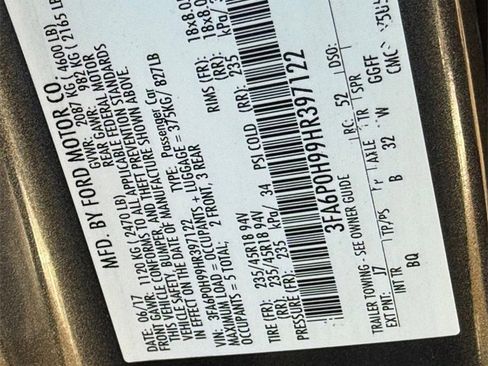 MFD. BY FORD MOTOR CO.
DATE: 06/17
GVWR: 2087 KG ( 4600 LB)
FRONT GAWR: 1120 KG ( 2470 LB)
REAR GAWR: 982 KG ( 2165 LB
THIS VEHICLE CONFORMS TO ALL APPLICABLE FEDERAL MOTOR
VEHICLE SAFETY, BUMPER, AND THEFT PREVENTION STANDARDS
IN EFFECT ON THE DATE OF MANUFACTURE SHOWN ABOVE.
VIN: 3FA6P0H99HR397122
TYPE: Passenger Car
MAXIMUM LOAD = OCCUPANTS + LUGGAGE = 375KG/ 827LB
OCCUPANTS = 5 TOTAL; 2 FRONT, 3 REAR
TIRE (FR): 235/45R18 94V
RIMS (FR): 18x8.0
(RR): 235/45R18 94V
(RR): 18x8.0
PRESSURE (FR): 235 kPa/ 34 PSI COLD
(RR): 235
3FA6P0H99HR397122
TRAILER TOWING - SEE OWNER GUIDE
RC: 52
DSO:
EXT PNT: J7
INT TR
TP/PS
AXLE
TR
SPR
BQ
B
32
W
GGFF
CMC